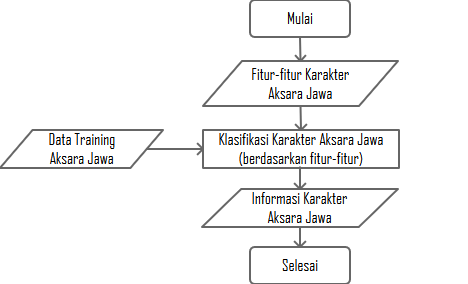 Mulai
Fitur-fitur Karakter
Aksara Jawa
Data Training
Aksara Jawa
Klasifikasi Karakter Aksara Jawa
(berdasarkan fitur-fitur)
Informasi Karakter
Aksara Jawa
Selesai